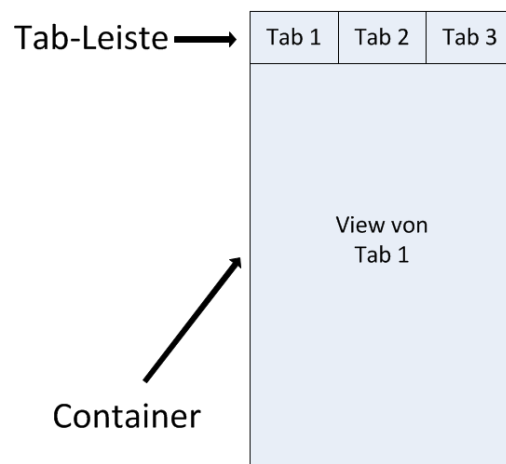 Tab-Leiste
Tab 1
Tab 2
Tab 3
View von
Tab 1
Container